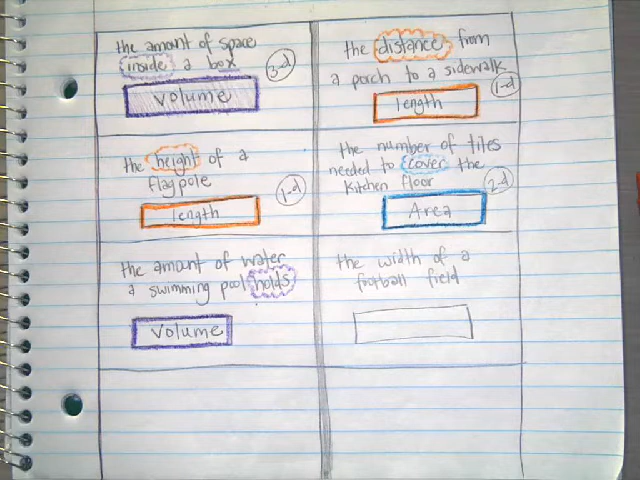 the amount of space
inside a box
3-d
Volume
the distance from
a porch to a sidewalk
1-d
length
the height of a
flagpole
1-d
length
the number of tiles
needed to cover the
kitchen floor
2-d
Area
the amount of water
a swimming pool holds
Volume
the width of a
football field